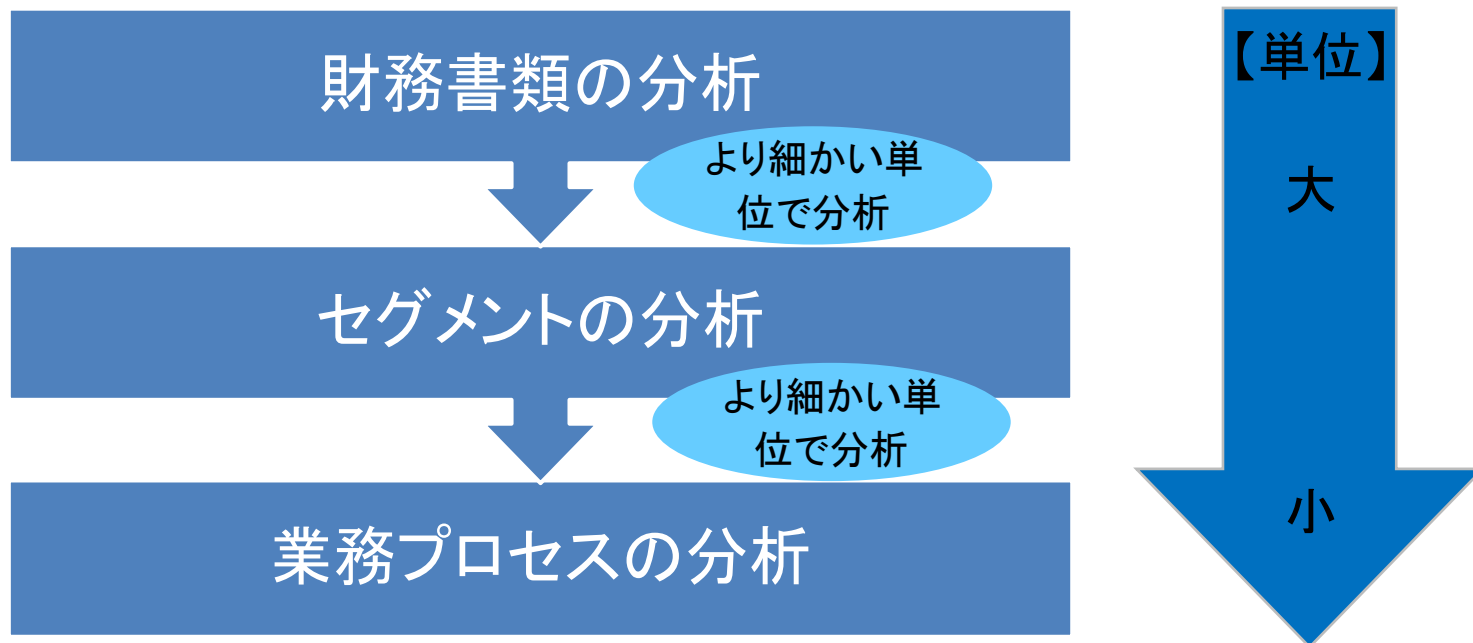 財務書類の分析
より細かい単
位で分析
セグメントの分析
より細かい単
位で分析
業務プロセスの分析
【単位】
大
小